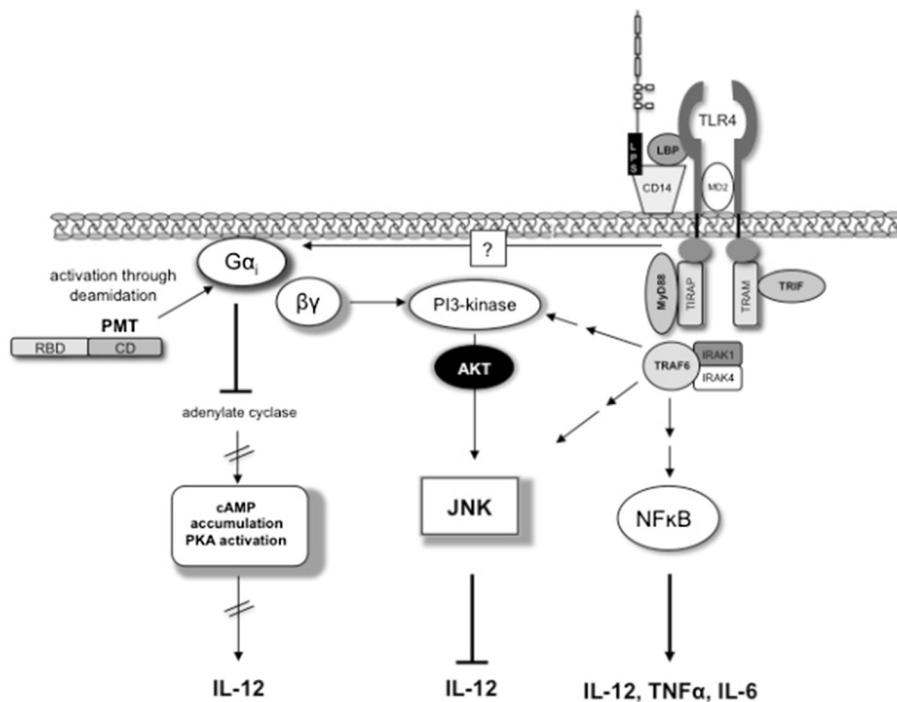 TLR4
LPS
LBP
CD14
MD2
?
Gαi
activation through
deamidation
βγ
PI3-kinase
MyD88
TIRAP
TRAM
TRIF
PMT
RBD CD
AKT
TRAF6
IRAK1
IRAK4
adenylate cyclase
cAMP
accumulation
PKA activation
JNK
NFκB
IL-12
IL-12
IL-12, TNFα, IL-6